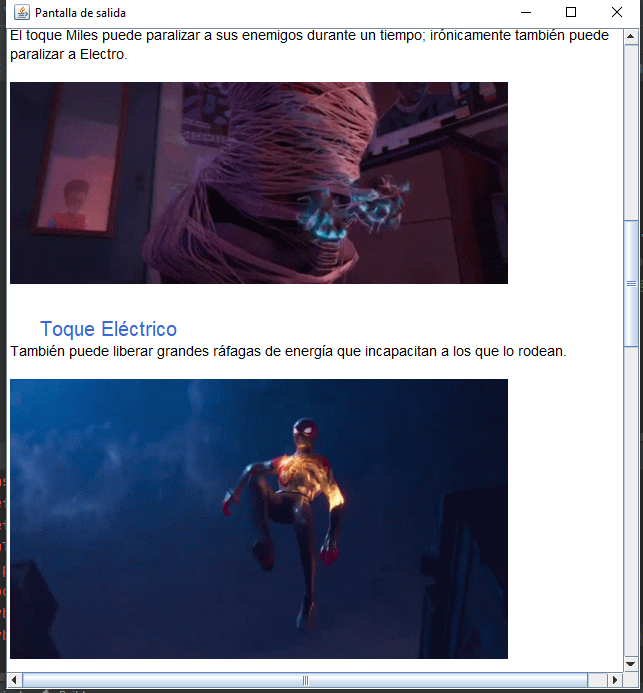 Pantalla de salida
El toque Miles puede paralizar a sus enemigos durante un tiempo; irónicamente también puede
paralizar a Electro.
Toque Eléctrico
También puede liberar grandes ráfagas de energía que incapacitan a los que lo rodean.